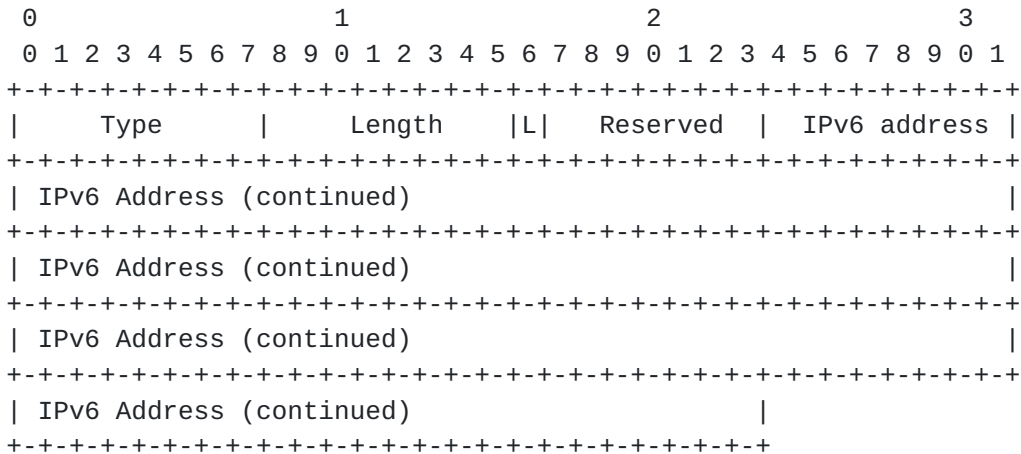 0                   1                   2                   3
 0 1 2 3 4 5 6 7 8 9 0 1 2 3 4 5 6 7 8 9 0 1 2 3 4 5 6 7 8 9 0 1
+-+-+-+-+-+-+-+-+-+-+-+-+-+-+-+-+-+-+-+-+-+-+-+-+-+-+-+-+-+-+-+-+
|     Type      |     Length    |L|   Reserved  |  IPv6 address |
+-+-+-+-+-+-+-+-+-+-+-+-+-+-+-+-+-+-+-+-+-+-+-+-+-+-+-+-+-+-+-+-+
| IPv6 Address (continued)                                      |
+-+-+-+-+-+-+-+-+-+-+-+-+-+-+-+-+-+-+-+-+-+-+-+-+-+-+-+-+-+-+-+-+
| IPv6 Address (continued)                                      |
+-+-+-+-+-+-+-+-+-+-+-+-+-+-+-+-+-+-+-+-+-+-+-+-+-+-+-+-+-+-+-+-+
| IPv6 Address (continued)                                      |
+-+-+-+-+-+-+-+-+-+-+-+-+-+-+-+-+-+-+-+-+-+-+-+-+-+-+-+-+-+-+-+-+
| IPv6 Address (continued)                      |
+-+-+-+-+-+-+-+-+-+-+-+-+-+-+-+-+-+-+-+-+-+-+-+-+